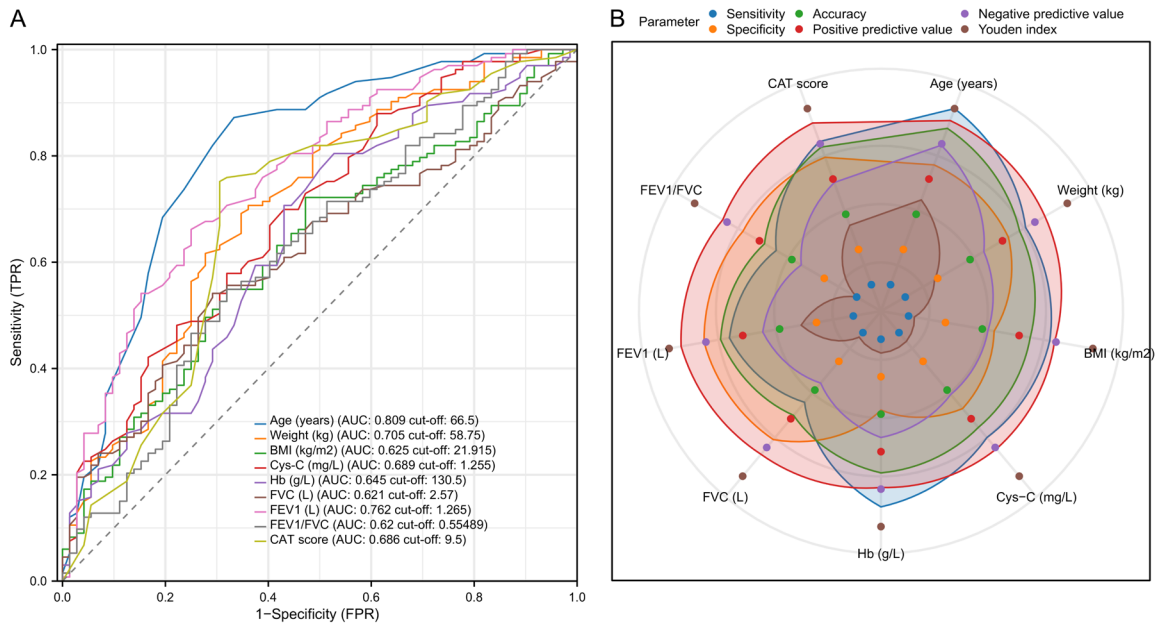 A
1.0
0.8
0.6
0.4
0.2
0.0
Sensitivity (TPR)
Age (years) (AUC: 0.809 cut-off: 66.5)
Weight (kg) (AUC: 0.705 cut-off: 58.75)
BMI (kg/m2) (AUC: 0.625 cut-off: 21.915)
Cys-C (mg/L) (AUC: 0.689 cut-off: 1.255)
Hb (g/L) (AUC: 0.645 cut-off: 130.5)
FVC (L) (AUC: 0.621 cut-off: 2.57)
FEV1 (L) (AUC: 0.762 cut-off: 1.265)
FEV1/FVC (AUC: 0.62 cut-off: 0.55489)
CAT score (AUC: 0.686 cut-off: 9.5)
0.0 0.2 0.4 0.6 0.8 1.0
1−Specificity (FPR)
B
Parameter
Sensitivity Accuracy Negative predictive value
Specificity Positive predictive value Youden index
CAT score Age (years)
FEV1/FVC Weight (kg)
FEV1 (L) BMI (kg/m2)
FVC (L) Cys−C (mg/L)
Hb (g/L)